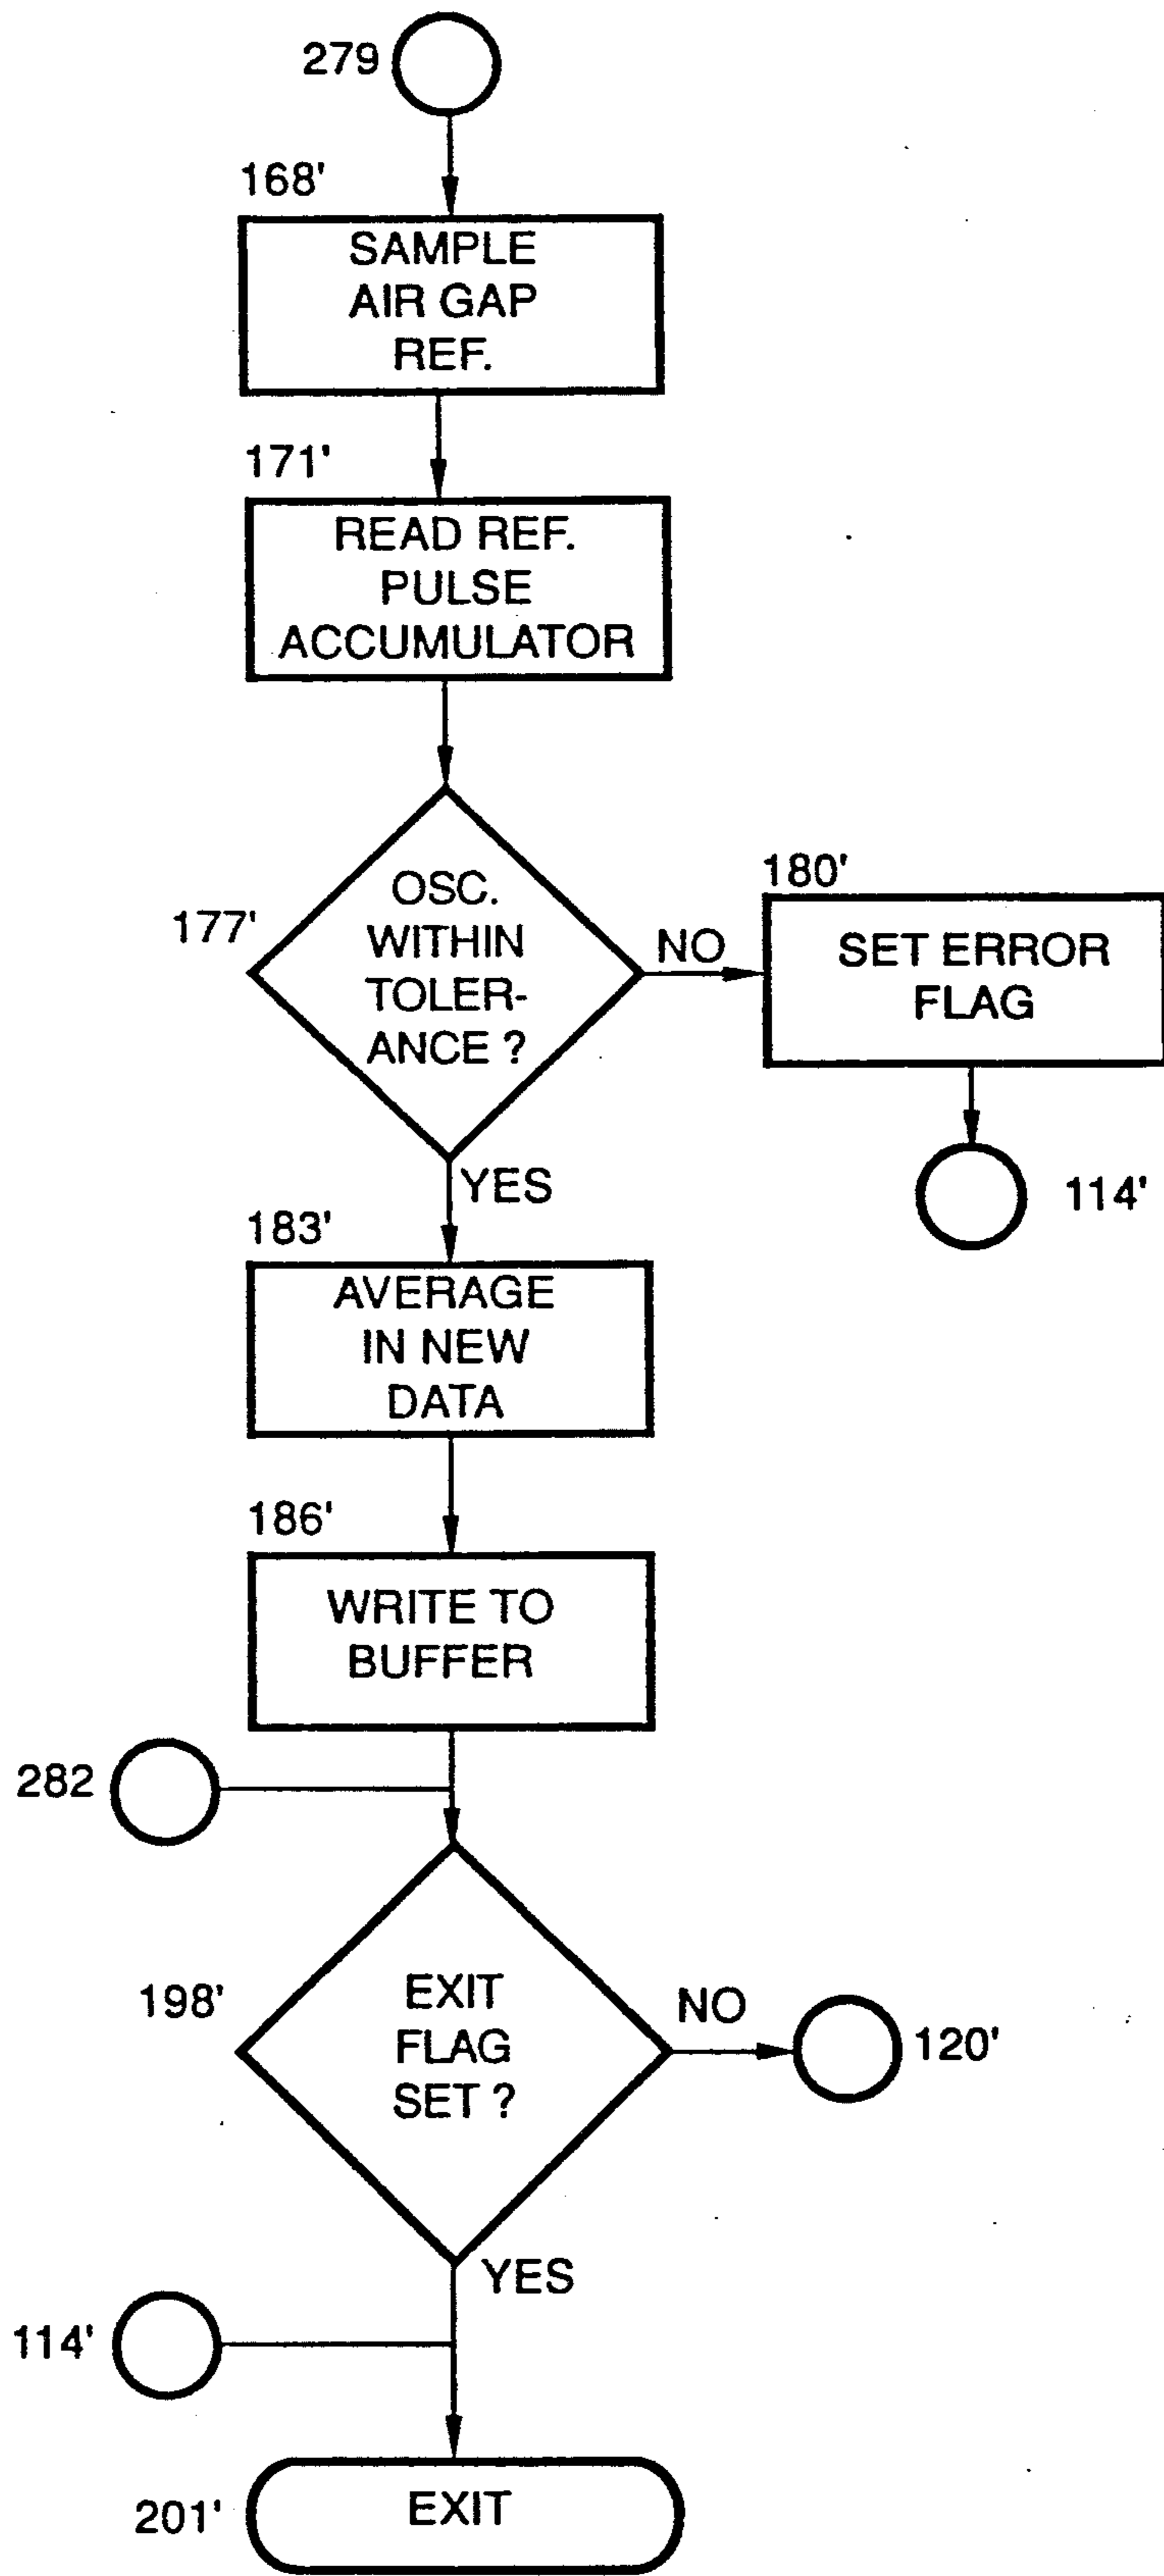 279
168'
SAMPLE
AIR GAP
REF.
171'
READ REF.
PULSE
ACCUMULATOR
177'
OSC.
WITHIN
TOLER-
ANCE ?
NO
180'
SET ERROR
FLAG
114'
YES
183'
AVERAGE
IN NEW
DATA
186'
WRITE TO
BUFFER
282
198'
EXIT
FLAG
SET ?
NO
120'
YES
114'
201'
EXIT